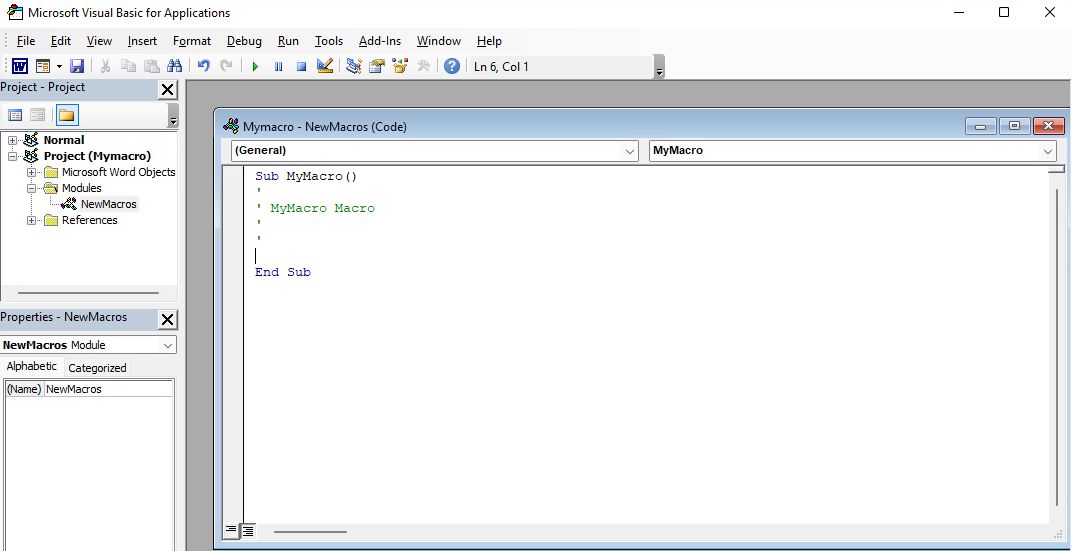 Microsoft Visual Basic for Applications
File Edit View Insert Format Debug Run Tools Add-Ins Window Help
Ln 6, Col 1
Project - Project
Normal
Project (Mymacro)
Microsoft Word Objects
Modules
NewMacros
References
Properties - NewMacros
NewMacros Module
Alphabetic Categorized
(Name) NewMacros
Mymacro - NewMacros (Code)
(General) MyMacro
Sub MyMacro()
'
' MyMacro Macro
'
'
End Sub